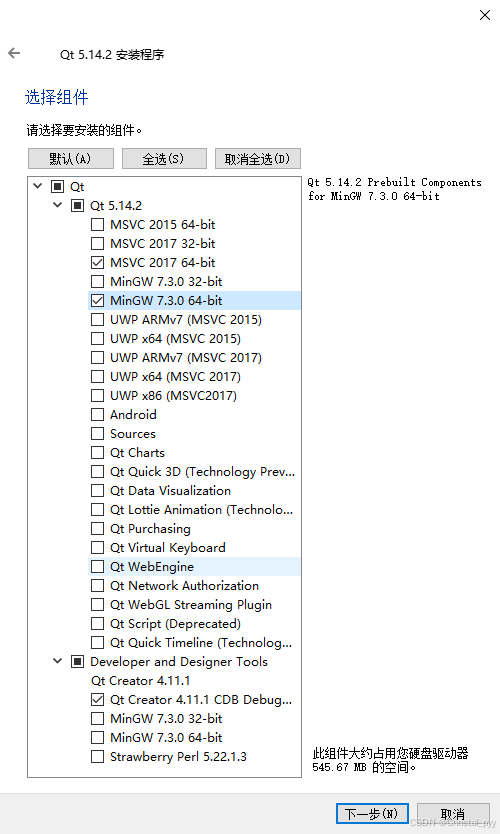 Qt 5.14.2 安装程序
选择组件
请选择要安装的组件。
默认(A)
全选(S)
取消全选(D)
Qt
Qt 5.14.2
MSVC 2015 64-bit
MSVC 2017 32-bit
MSVC 2017 64-bit
MinGW 7.3.0 32-bit
MinGW 7.3.0 64-bit
UWP ARMv7 (MSVC 2015)
UWP x64 (MSVC 2015)
UWP ARMv7 (MSVC 2017)
UWP x64 (MSVC 2017)
UWP x86 (MSVC2017)
Android
Sources
Qt Charts
Qt Quick 3D (Technology Prev...
Qt Data Visualization
Qt Lottie Animation (Technolo...
Qt Purchasing
Qt Virtual Keyboard
Qt WebEngine
Qt Network Authorization
Qt WebGL Streaming Plugin
Qt Script (Deprecated)
Qt Quick Timeline (Technolog...
Developer and Designer Tools
Qt Creator 4.11.1
Qt Creator 4.11.1 CDB Debug...
MinGW 7.3.0 32-bit
MinGW 7.3.0 64-bit
Strawberry Perl 5.22.1.3
Qt 5.14.2 Prebuilt Components
for MinGW 7.3.0 64-bit
此组件大约占用您硬盘驱动器
545.67 MB 的空间。
下一步(N)
取消